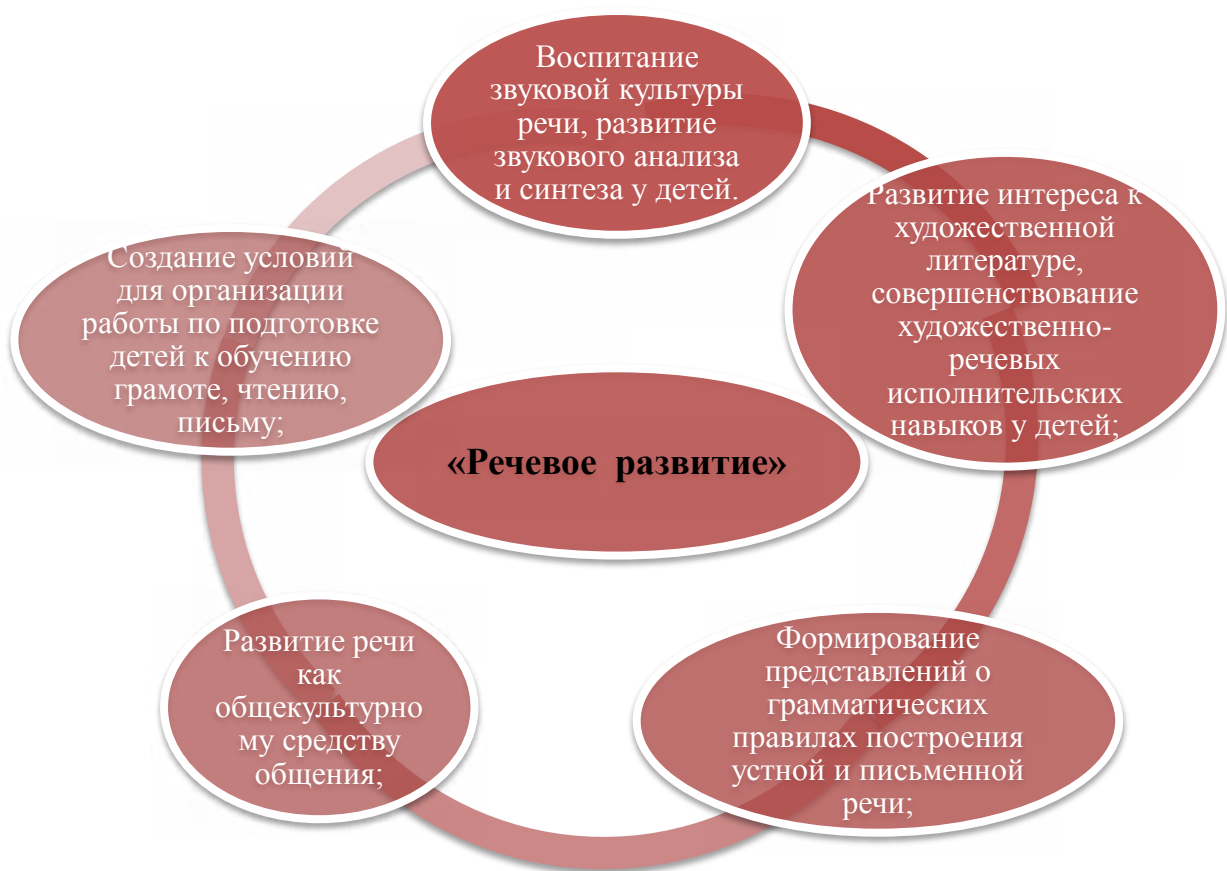 Воспитание
звуковой культуры
речи, развитие
звукового анализа
и синтеза у детей.
Развитие интереса к
художественной
литературе,
совершенствование
художественно-
речевых
исполнительских
навыков у детей;
Создание условий
для организации
работы по подготовке
детей к обучению
грамоте, чтению,
письму;
«Речевое развитие»
Развитие речи
как
общекультурно
му средству
общения;
Формирование
представлений о
грамматических
правилах построения
устной и письменной
речи;